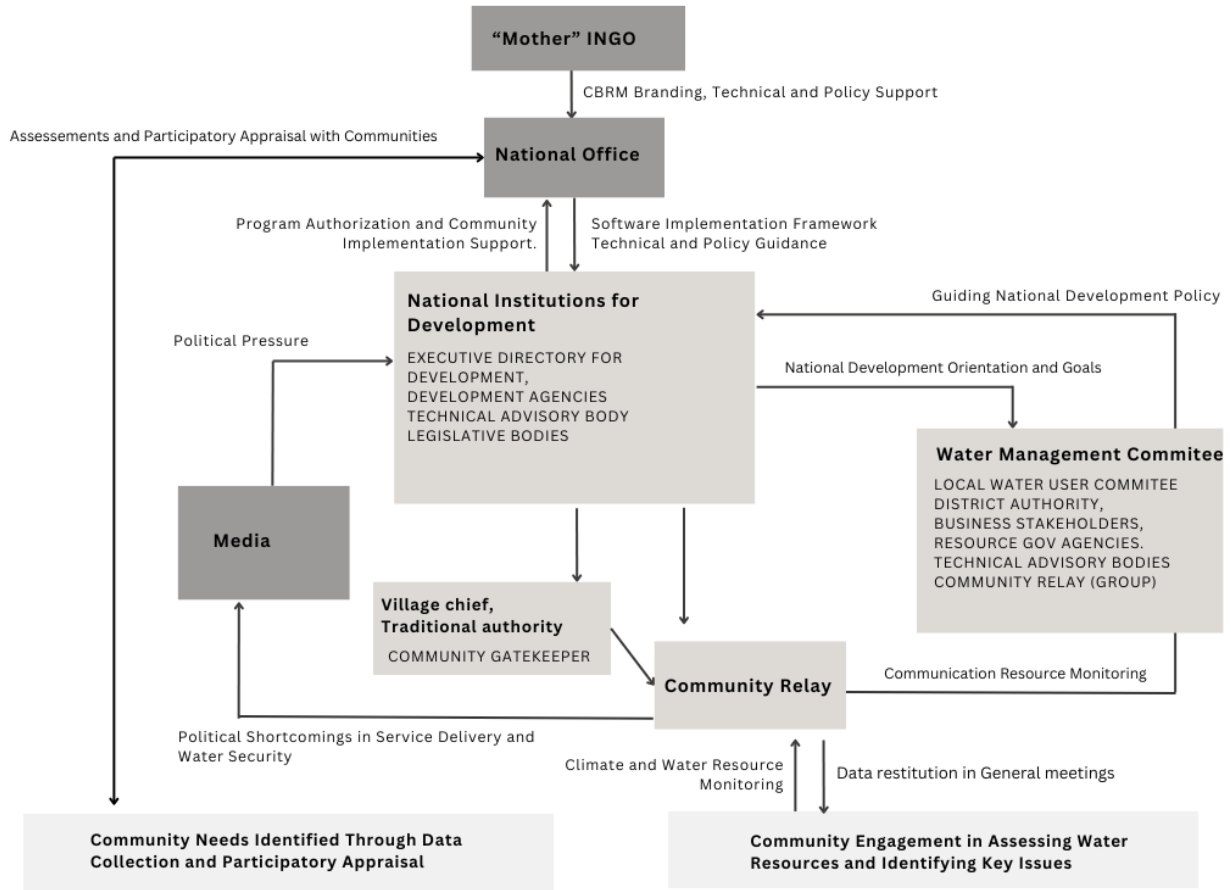 “Mother” INGO
CBRM Branding, Technical and Policy Support
Assessements and Participatory Appraisal with Communities
National Office
Program Authorization and Community
Implementation Support.
Software Implementation Framework
Technical and Policy Guidance
National Institutions for
Development
EXECUTIVE DIRECTORY FOR
DEVELOPMENT,
DEVELOPMENT AGENCIES
TECHNICAL ADVISORY BODY
LEGISLATIVE BODIES
Guiding National Development Policy
Political Pressure
National Development Orientation and Goals
Water Management Commitee
LOCAL WATER USER COMMITEE
DISTRICT AUTHORITY,
BUSINESS STAKEHOLDERS,
RESOURCE GOV AGENCIES.
TECHNICAL ADVISORY BODIES
COMMUNITY RELAY (GROUP)
Media
Village chief,
Traditional authority
COMMUNITY GATEKEEPER
Community Relay
Communication Resource Monitoring
Political Shortcomings in Service Delivery and
Water Security
Climate and Water Resource
Monitoring
Data restitution in General meetings
Community Needs Identified Through Data
Collection and Participatory Appraisal
Community Engagement in Assessing Water
Resources and Identifying Key Issues